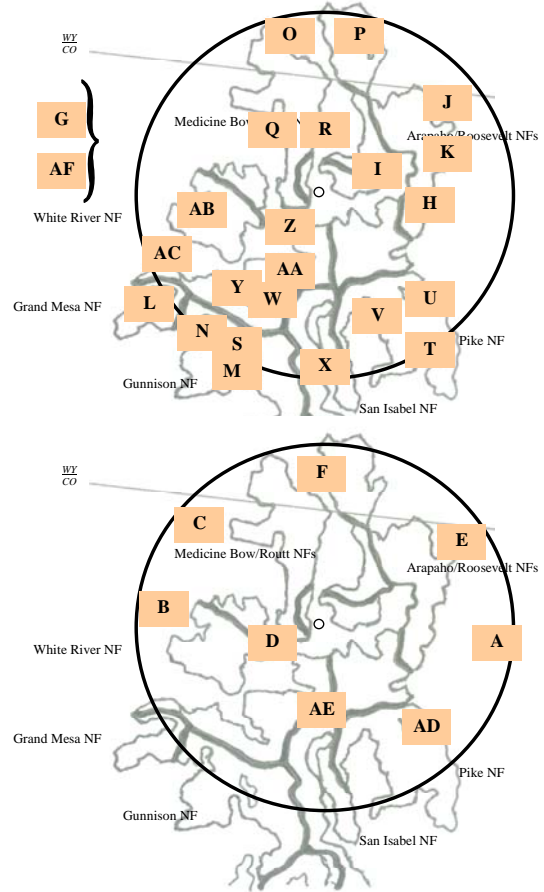 O P
WY
CO
J
G
Medicine Bow
Q R
Arapaho/Roosevelt NFs
K
AF
I
AB
H
White River NF
Z
AC
AA
Y
W
L
U
Grand Mesa NF
V
N
S
T
Pike NF
X
M
Gunnison NF
San Isabel NF
F
WY
CO
C
E
Medicine Bow/Routt NFs
Arapaho/Roosevelt NFs
B
D
A
White River NF
AE
AD
Grand Mesa NF
Pike NF
Gunnison NF
San Isabel NF